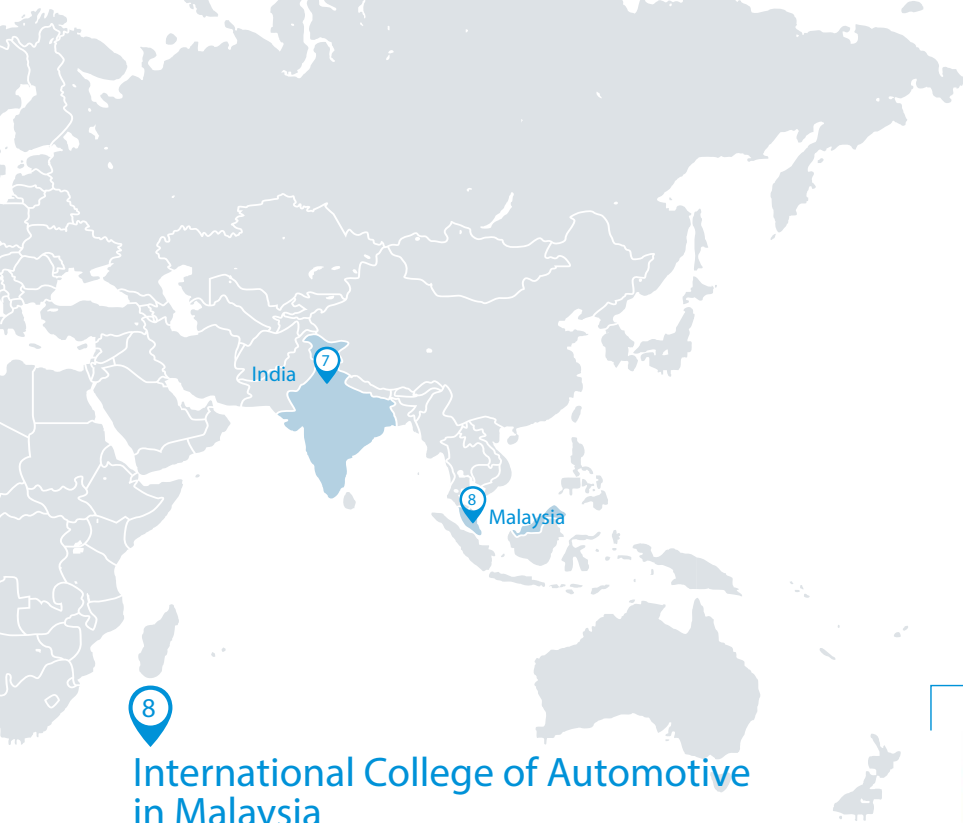 7
India
8
Malaysia
8
International College of Automotive
in Malaysia